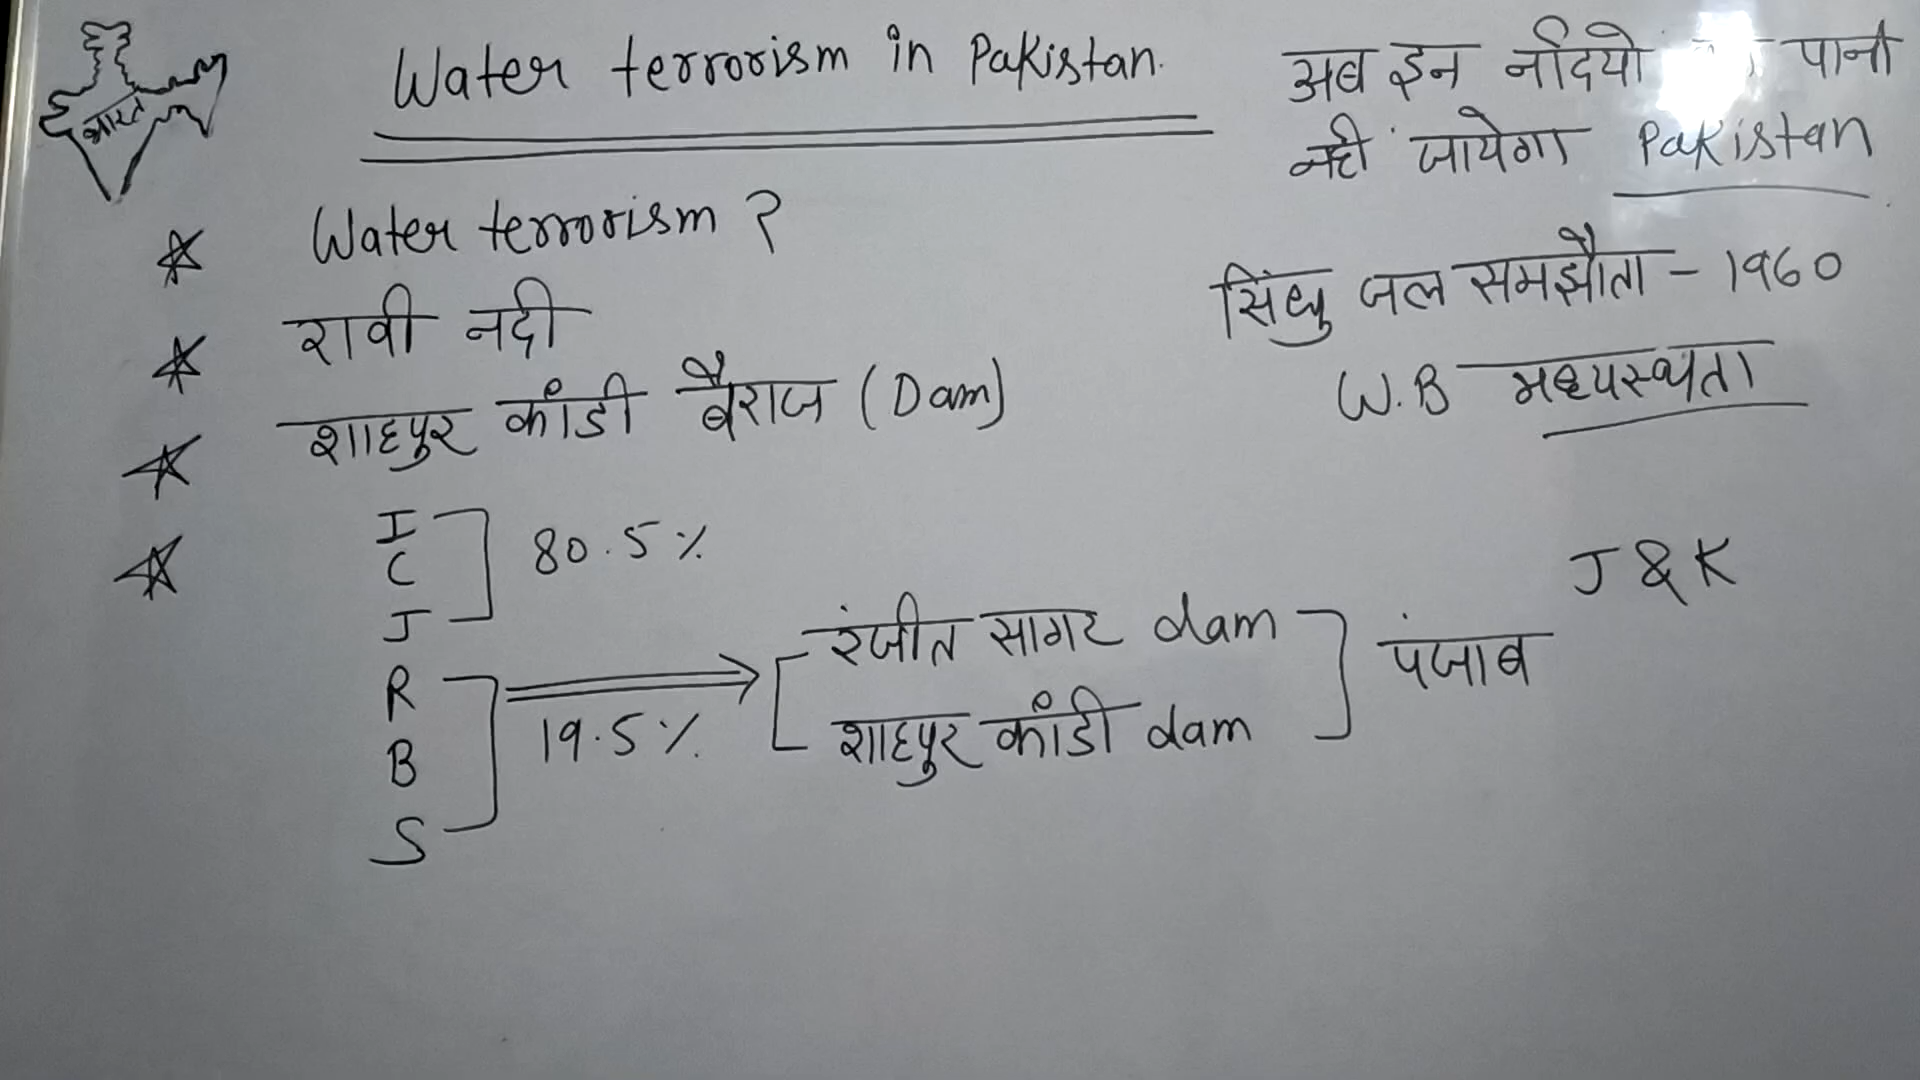 भारत
Water terrorism in Pakistan.
अब इन नदियो पानी
नही जायेगा Pakistan
Water terrorism ?
रावी नदी
शाहपुर काँडी बैराज (Dam)
सिंधु जल समझौता - १९६०
W.B मध्यस्थता
I
C
J
80.5%
R
B
S
19.5%
रंजीत सागर dam
शाहपुर काँडी dam
पंजाब
J & K